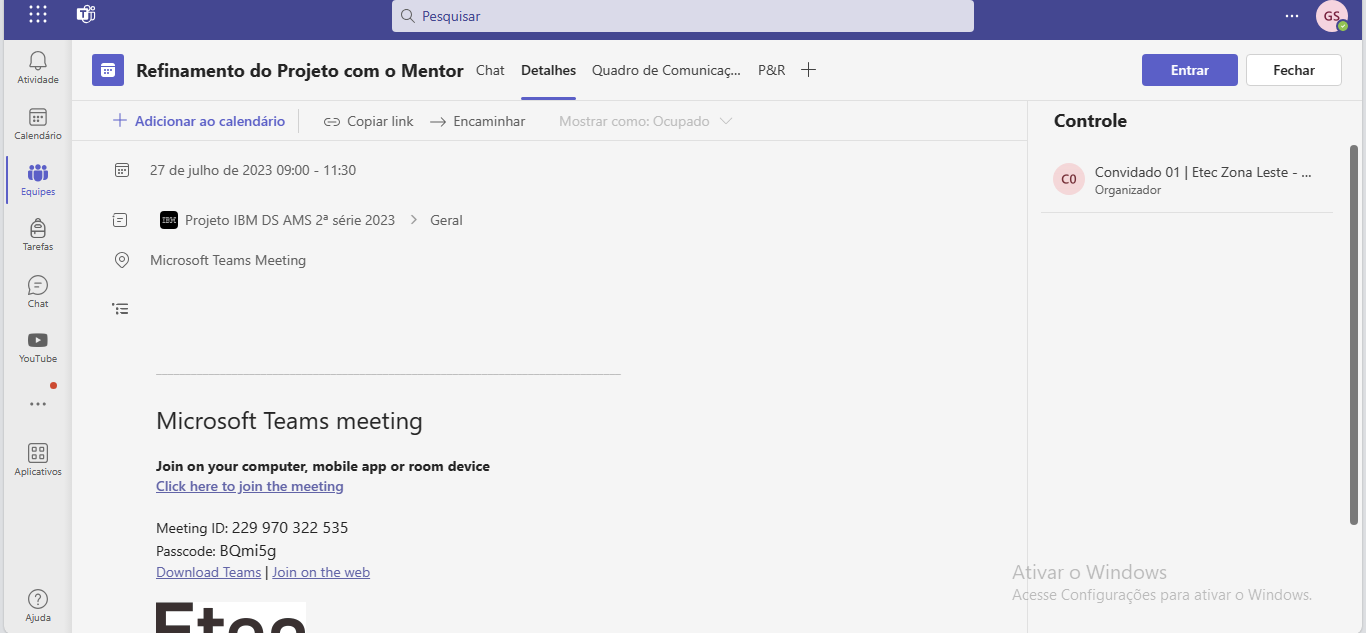 Pesquisar
GS
Atividade
Calendário
Equipes
Tarefas
Chat
YouTube
Aplicativos
Ajuda
Refinamento do Projeto com o Mentor
Chat
Detalhes
Quadro de Comunicaç...
P&R
Entrar
Fechar
Adicionar ao calendário
Copiar link
Encaminhar
Mostrar como: Ocupado
27 de julho de 2023 09:00 - 11:30
IBM
Projeto IBM DS AMS 2ª série 2023 > Geral
Microsoft Teams Meeting
Microsoft Teams meeting
Join on your computer, mobile app or room device
Click here to join the meeting
Meeting ID: 229 970 322 535
Passcode: BQmi5g
Download Teams | Join on the web
Etec
Controle
C0
Convidado 01 | Etec Zona Leste - ...
Organizador
Ativar o Windows
Acesse Configurações para ativar o Windows.